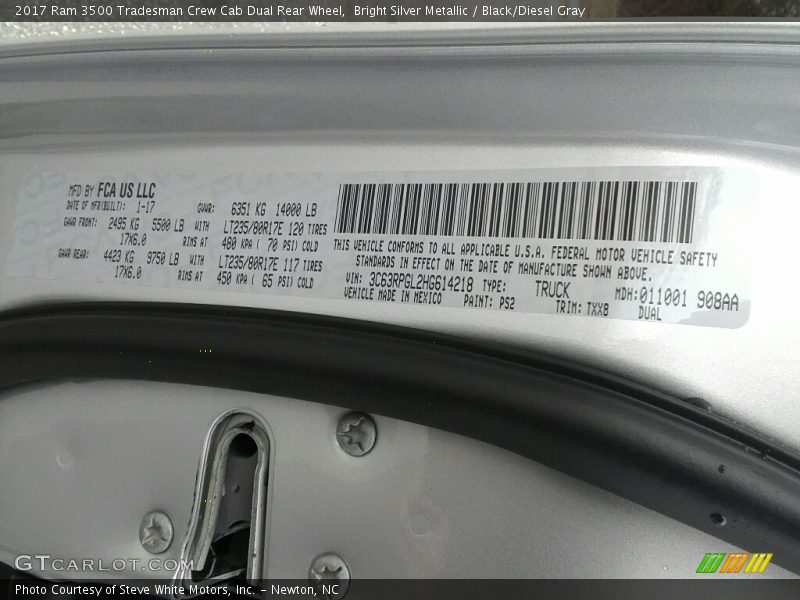 2017 Ram 3500 Tradesman Crew Cab Dual Rear Wheel,  Bright Silver Metallic / Black/Diesel Gray
MFD BY FCA US LLC
DATE OF MFR(BUILT): 1-17 GVWR: 6351 KG 14000 LB
GAWR FRONT: 2495 KG 5500 LB WITH LT235/80R17E 120 TIRES
17X6.0 RIMS AT 480 KPA ( 70 PSI) COLD
GAWR REAR: 4423 KG 9750 LB WITH LT235/80R17E 117 TIRES
17X6.0 RIMS AT 450 KPA ( 65 PSI) COLD
THIS VEHICLE CONFORMS TO ALL APPLICABLE U.S.A. FEDERAL MOTOR VEHICLE SAFETY
STANDARDS IN EFFECT ON THE DATE OF MANUFACTURE SHOWN ABOVE.
VIN: 3C63RPGL2HG614218 TYPE: TRUCK MDH:011001 908AA
VEHICLE MADE IN MEXICO PAINT: PS2 TRIM: TXX8 DUAL
GTCARLOT.COM
Photo Courtesy of Steve White Motors, Inc. – Newton, NC